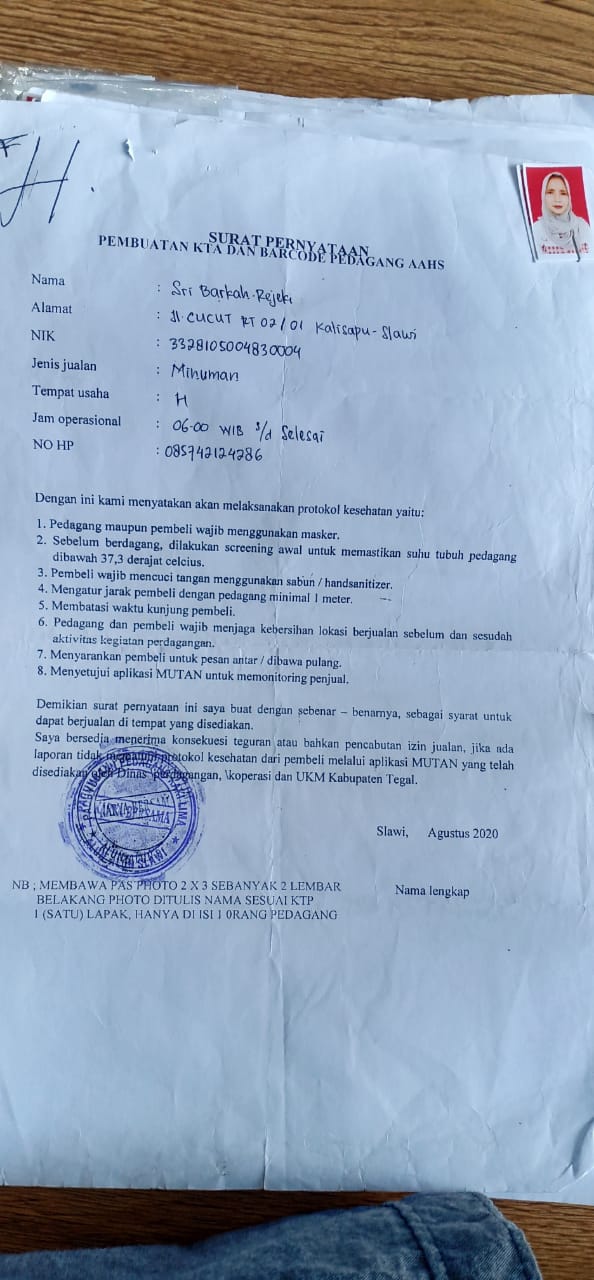 H.
SURAT PERNYATAAN
PEMBUATAN KTA DAN BARCODE PEDAGANG AAHS
Nama : Sri Barkah Rejeki
Alamat : Jl. CUCUT RT 02/01 Kalisapu - Slawi
NIK : 3328105004830004
Jenis jualan : Minuman
Tempat usaha : H
Jam operasional : 06.00 WIB s/d Selesai
NO HP : 085742124286
Dengan ini kami menyatakan akan melaksanakan protokol kesehatan yaitu:
1. Pedagang maupun pembeli wajib menggunakan masker.
2. Sebelum berdagang, dilakukan screening awal untuk memastikan suhu tubuh pedagang
dibawah 37,3 derajat celcius.
3. Pembeli wajib mencuci tangan menggunakan sabun / handsanitizer.
4. Mengatur jarak pembeli dengan pedagang minimal 1 meter.
5. Membatasi waktu kunjung pembeli.
6. Pedagang dan pembeli wajib menjaga kebersihan lokasi berjualan sebelum dan sesudah
aktivitas kegiatan perdagangan.
7. Menyarankan pembeli untuk pesan antar / dibawa pulang.
8. Menyetujui aplikasi MUTAN untuk memonitoring penjual.
Demikian surat pernyataan ini saya buat dengan sebenar – benarnya, sebagai syarat untuk
dapat berjualan di tempat yang disediakan.
Saya bersedja menerima konsekuesi teguran atau bahkan pencabutan izin jualan, jika ada
laporan tidak mematuhi protokol kesehatan dari pembeli melalui aplikasi MUTAN yang telah
disediakan oleh Dinas \perdagangan, \koperasi dan UKM Kabupaten Tegal.
PAGUYUBAN PEDAGANG
KARYA BERSAMA
SLAWI
Slawi, Agustus 2020
NB ; MEMBAWA PAS PHOTO 2 X 3 SEBANYAK 2 LEMBAR
BELAKANG PHOTO DITULIS NAMA SESUAI KTP
1 (SATU) LAPAK, HANYA DI ISI 1 0RANG PEDAGANG
Nama lengkap